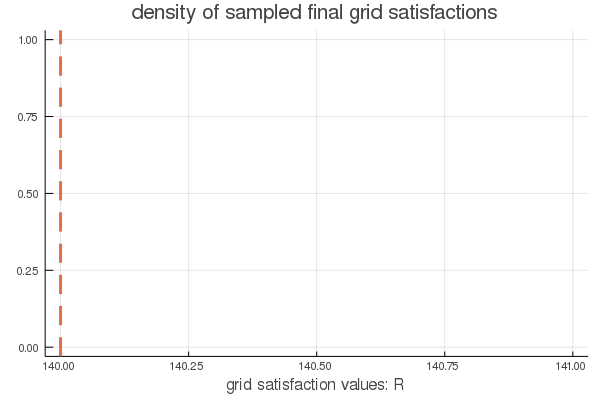 density of sampled final grid satisfactions
1.00
0.75
0.50
0.25
0.00
140.00 140.25 140.50 140.75 141.00
grid satisfaction values: R